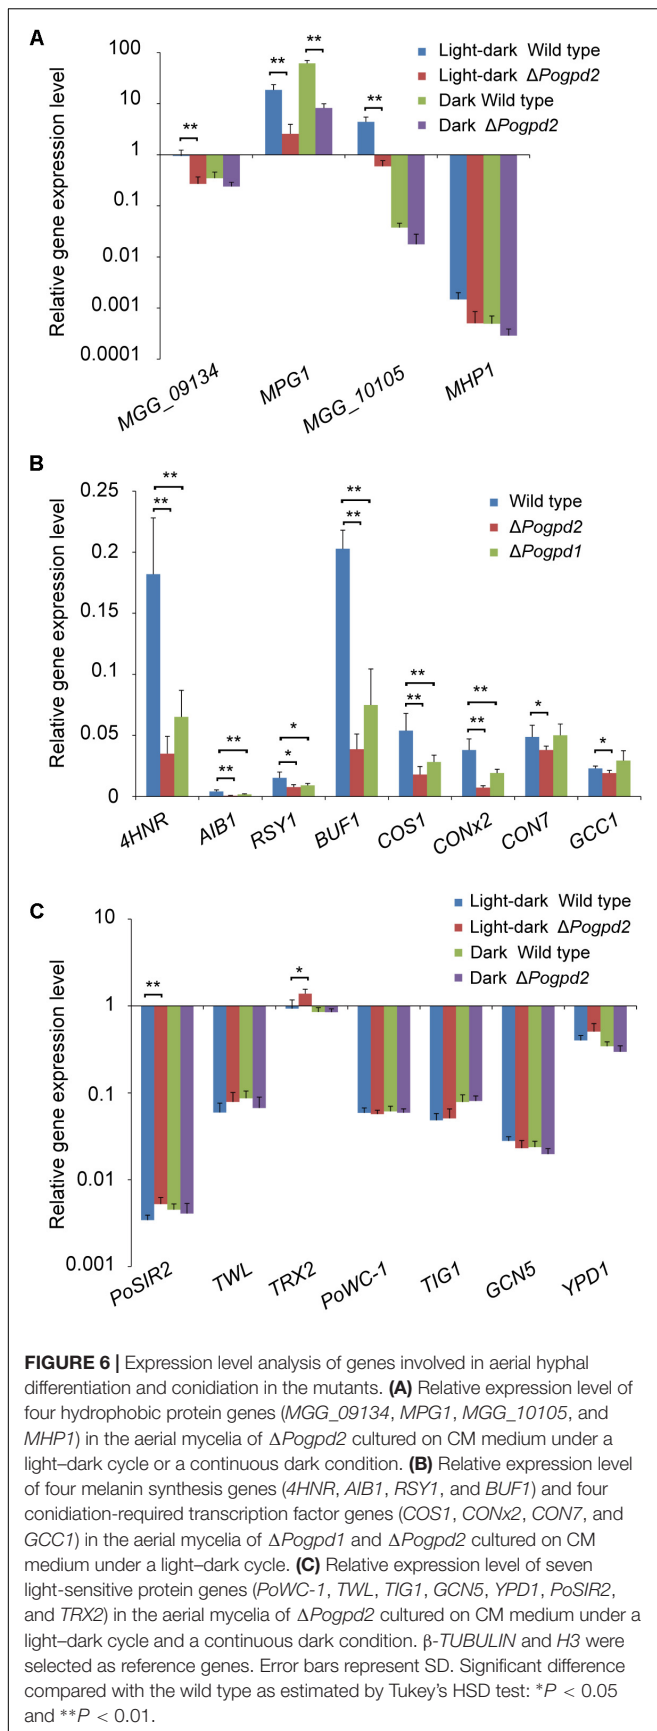 A
Relative gene expression level
100
10
1
0.1
0.01
0.001
0.0001
** ** ** **
Light-dark Wild type
Light-dark ΔPogpd2
Dark Wild type
Dark ΔPogpd2
MGG_09134 MPG1 MGG_10105 MHP1
B
Relative gene expression level
0.25
0.2
0.15
0.1
0.05
0
** ** ** ** * * ** ** ** ** ** ** * *
Wild type
ΔPogpd2
ΔPogpd1
4HNR AIB1 RSY1 BUF1 COS1 CONx2 CON7 GCC1
C
Relative gene expression level
10
1
0.1
0.01
0.001
** *
Light-dark Wild type
Light-dark ΔPogpd2
Dark Wild type
Dark ΔPogpd2
PoSIR2 TWL TRX2 PoWC-1 TIG1 GCN5 YPD1
FIGURE 6 | Expression level analysis of genes involved in aerial hyphal
differentiation and conidiation in the mutants. (A) Relative expression level of
four hydrophobic protein genes (MGG_09134, MPG1, MGG_10105, and
MHP1) in the aerial mycelia of ΔPogpd2 cultured on CM medium under a
light–dark cycle or a continuous dark condition. (B) Relative expression level
of four melanin synthesis genes (4HNR, AIB1, RSY1, and BUF1) and four
conidiation-required transcription factor genes (COS1, CONx2, CON7, and
GCC1) in the aerial mycelia of ΔPogpd1 and ΔPogpd2 cultured on CM
medium under a light–dark cycle. (C) Relative expression level of seven
light-sensitive protein genes (PoWC-1, TWL, TIG1, GCN5, YPD1, PoSIR2,
and TRX2) in the aerial mycelia of ΔPogpd2 cultured on CM medium under a
light–dark cycle and a continuous dark condition. β-TUBULIN and H3 were
selected as reference genes. Error bars represent SD. Significant difference
compared with the wild type as estimated by Tukey's HSD test: *P < 0.05
and **P < 0.01.